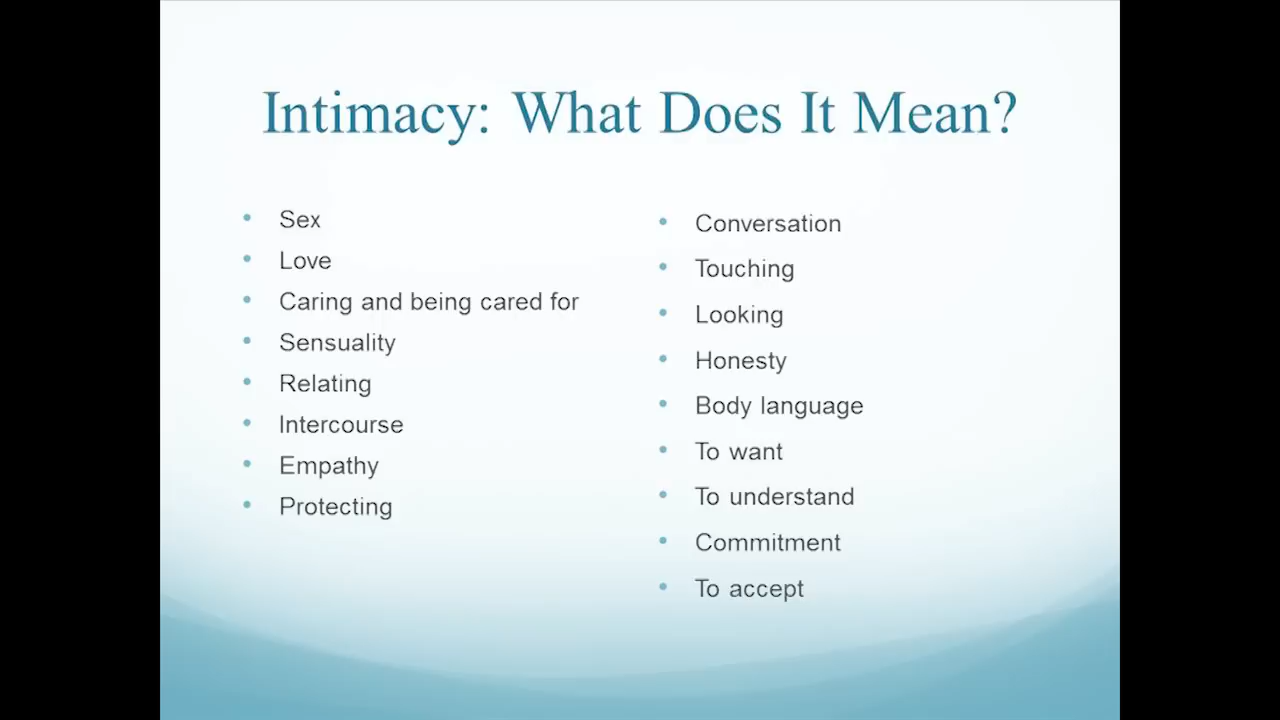 Intimacy: What Does It Mean?
Sex
Love
Caring and being cared for
Sensuality
Relating
Intercourse
Empathy
Protecting
Conversation
Touching
Looking
Honesty
Body language
To want
To understand
Commitment
To accept